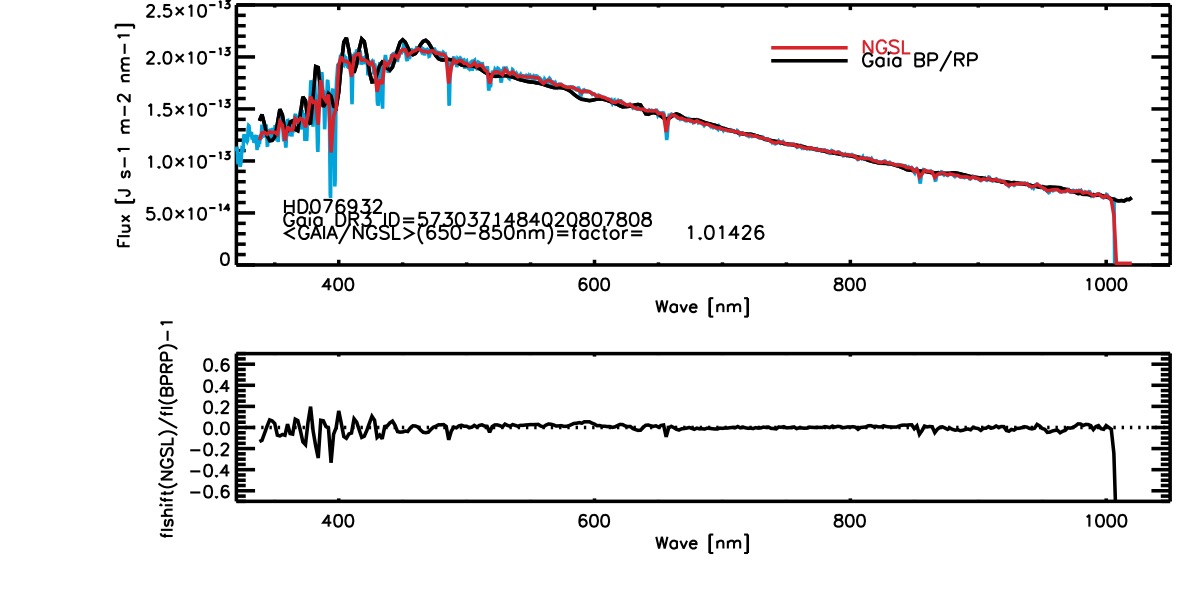 2.5×10−13
2.0×10−13
1.5×10−13
1.0×10−13
5.0×10−14
0
Flux [J s−1 m−2 nm−1]
NGSL
Gaia BP/RP
HD076932
Gaia DR3 ID=5730371484020807808
<GAIA/NGSL>(650−850nm)=factor= 1.01426
400 600 800 1000
Wave [nm]
flshift(NGSL)/fl(BPRP)−1
0.6
0.4
0.2
0.0
−0.2
−0.4
−0.6
400 600 800 1000
Wave [nm]